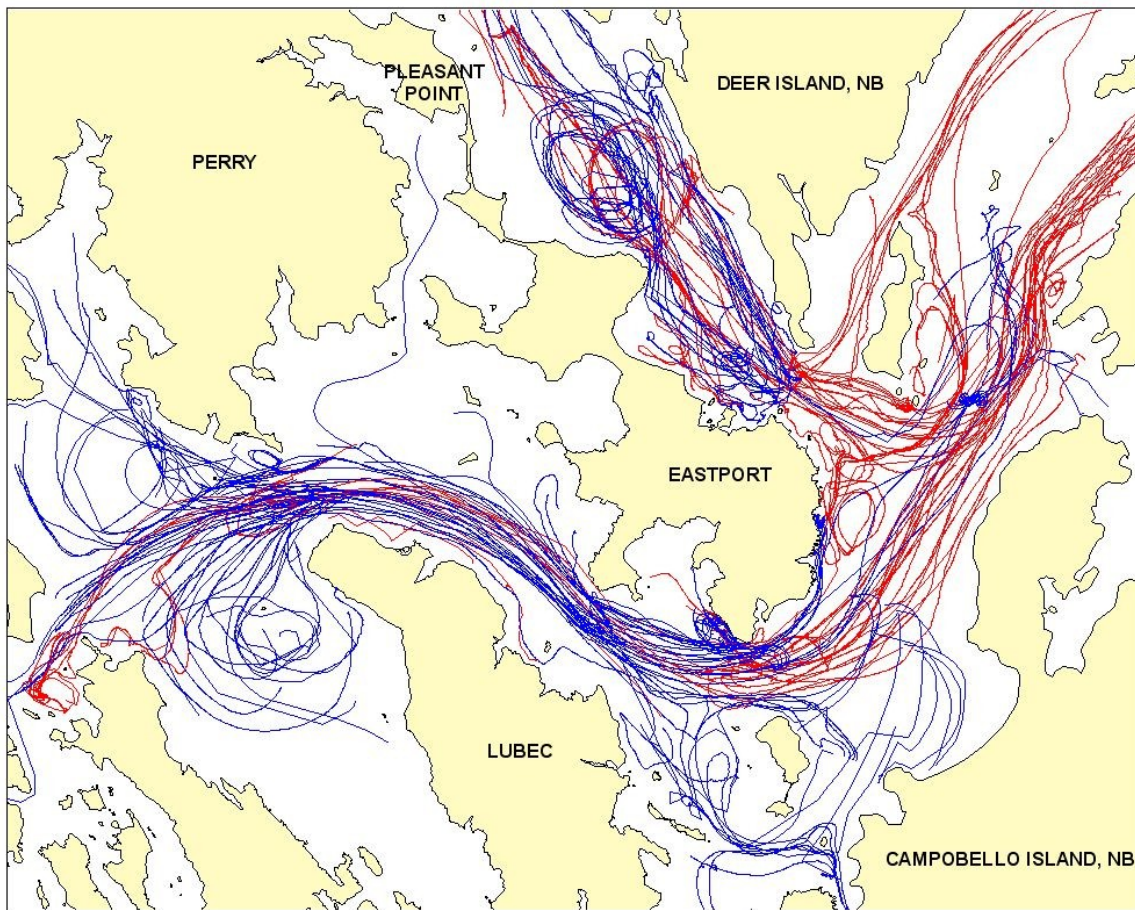 PLEASANT
POINT
DEER ISLAND, NB
PERRY
EASTPORT
LUBEC
CAMPOBELLO ISLAND, NB